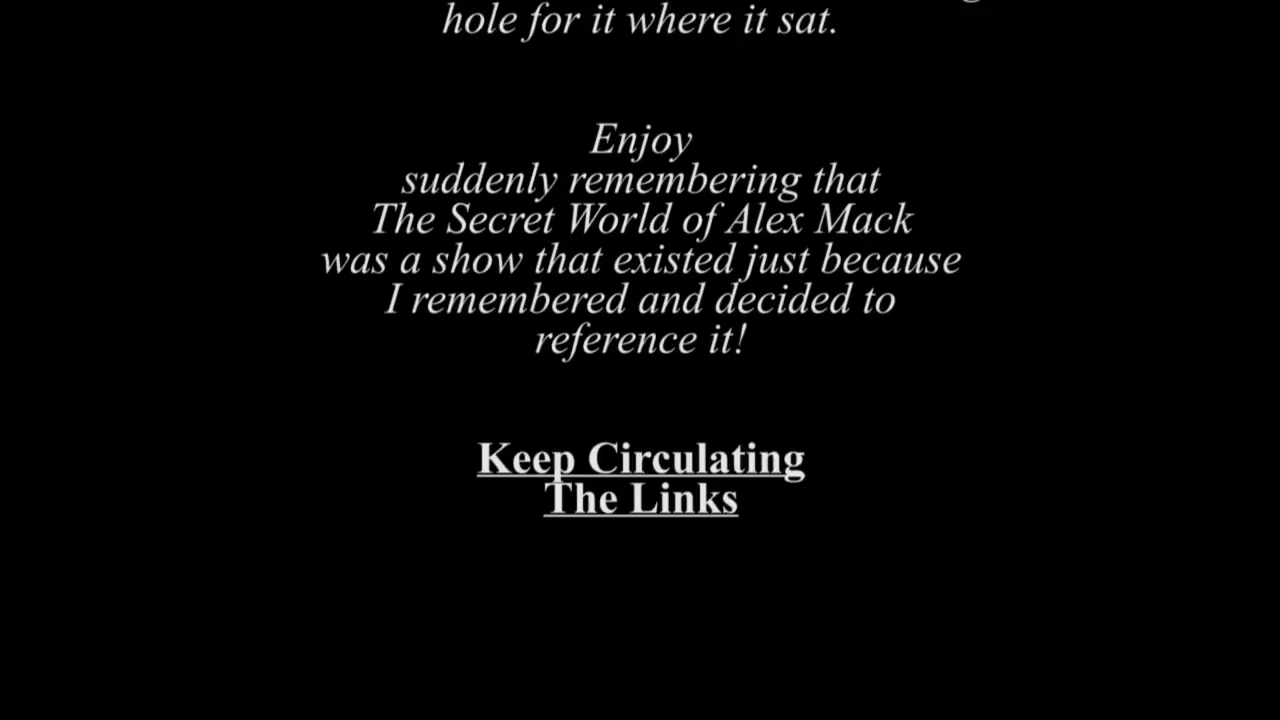 hole for it where it sat.
Enjoy
suddenly remembering that
The Secret World of Alex Mack
was a show that existed just because
I remembered and decided to
reference it!
Keep Circulating
The Links